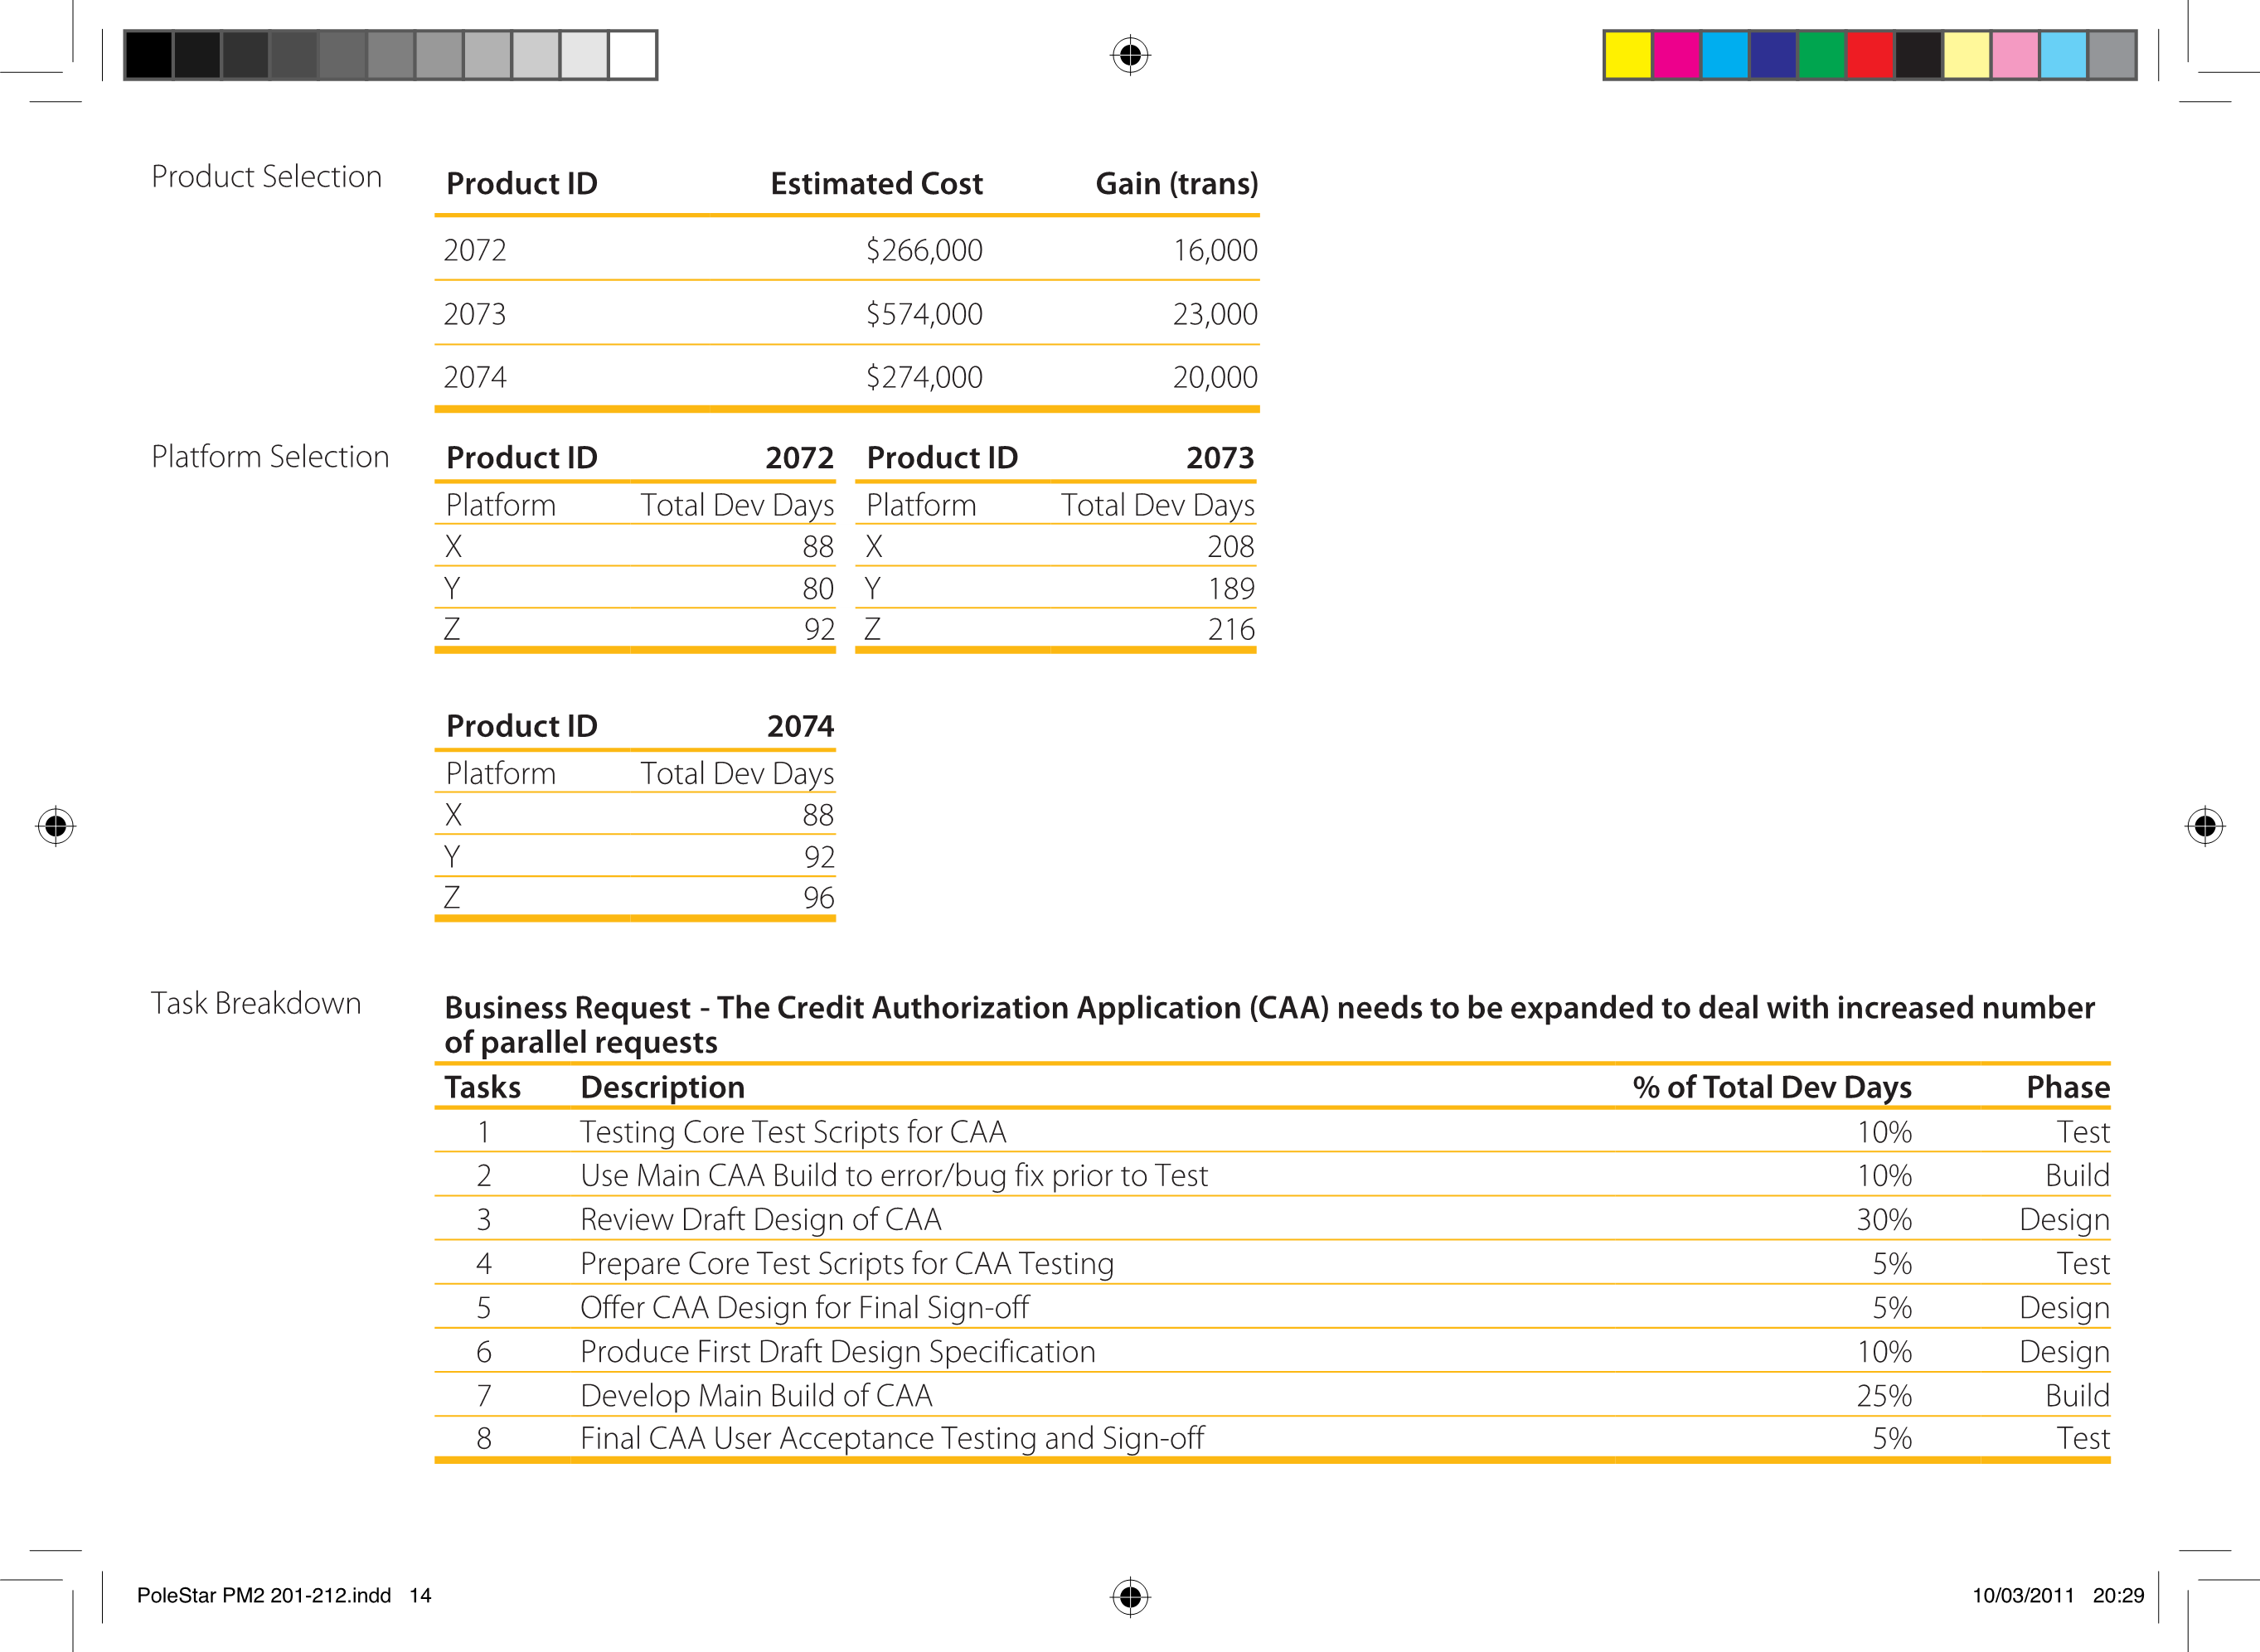 Product Selection
Product ID Estimated Cost Gain (trans)
2072 $266,000 16,000
2073 $574,000 23,000
2074 $274,000 20,000
Platform Selection
Product ID 2072 Product ID 2073
Platform Total Dev Days Platform Total Dev Days
X 88 X 208
Y 80 Y 189
Z 92 Z 216
Product ID 2074
Platform Total Dev Days
X 88
Y 92
Z 96
Task Breakdown
Business Request - The Credit Authorization Application (CAA) needs to be expanded to deal with increased number
of parallel requests
Tasks Description % of Total Dev Days Phase
1 Testing Core Test Scripts for CAA 10% Test
2 Use Main CAA Build to error/bug fix prior to Test 10% Build
3 Review Draft Design of CAA 30% Design
4 Prepare Core Test Scripts for CAA Testing 5% Test
5 Offer CAA Design for Final Sign-off 5% Design
6 Produce First Draft Design Specification 10% Design
7 Develop Main Build of CAA 25% Build
8 Final CAA User Acceptance Testing and Sign-off 5% Test
PoleStar PM2 201-212.indd 14 10/03/2011 20:29